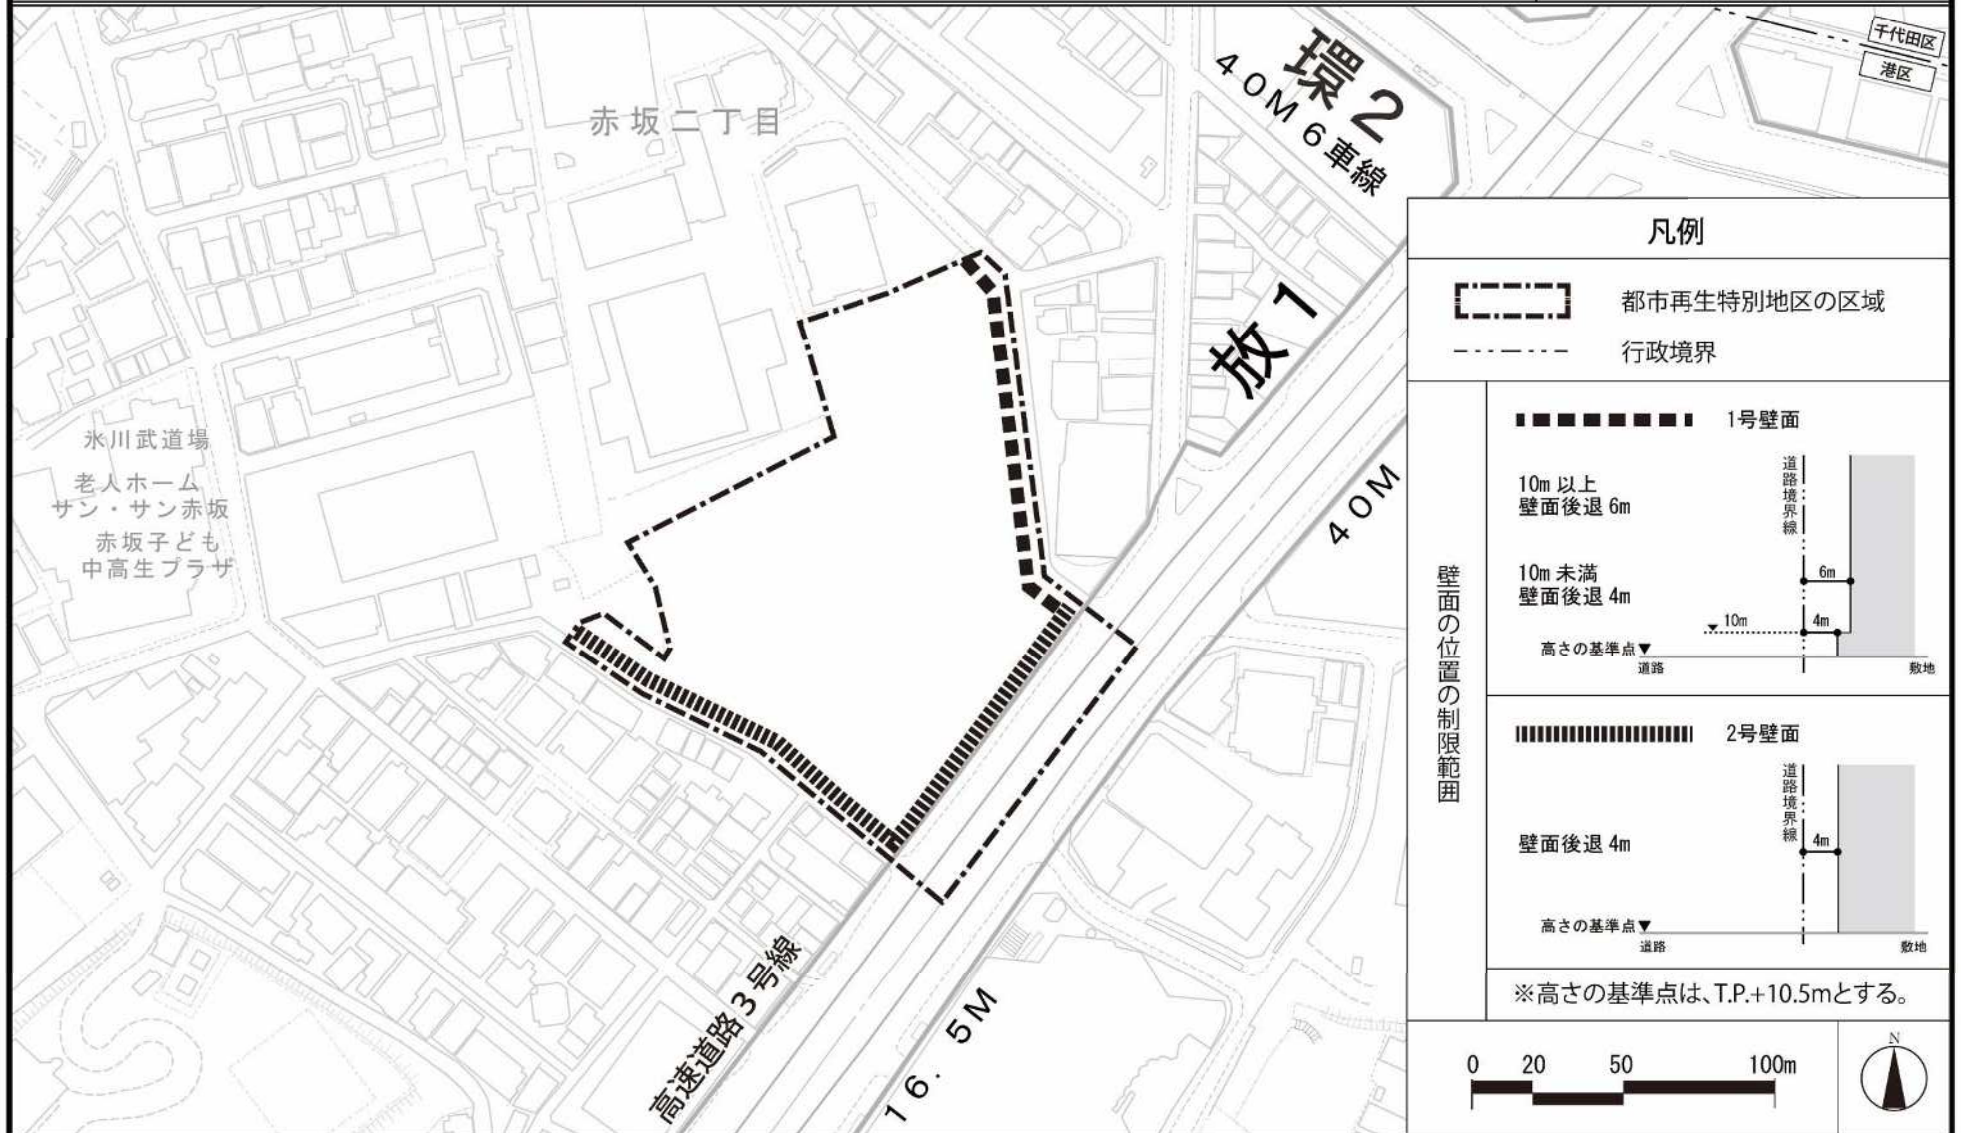 千代田区
港区
環2
40M 6車線
赤坂二丁目
放1
40M
氷川武道場
老人ホーム
サン・サン赤坂
赤坂子ども
中高生プラザ
高速道路3号線
16.5M
凡例
都市再生特別地区の区域
行政境界
壁面の位置の制限範囲
1号壁面
10m以上
壁面後退6m
10m未満
壁面後退4m
道路境界線
6m
10m
4m
高さの基準点▼
道路
敷地
2号壁面
壁面後退4m
道路境界線
4m
高さの基準点▼
道路
敷地
※高さの基準点は、T.P.+10.5mとする。
0 20 50 100m
N